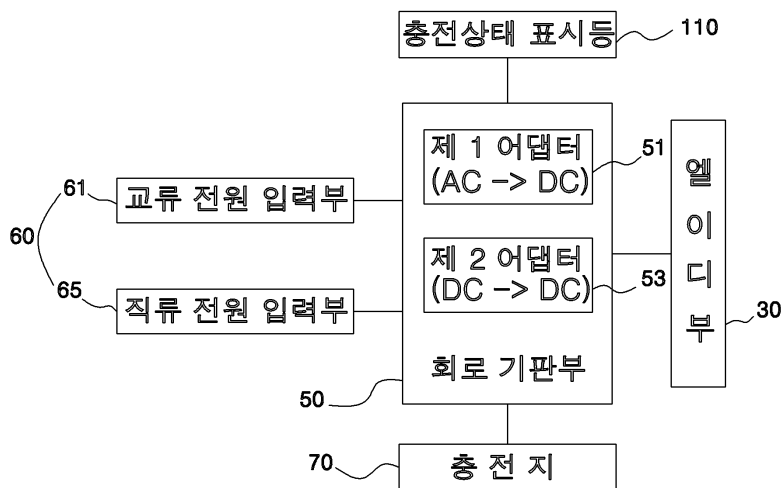 충전상태 표시등
110
제 1 어댑터
(AC -> DC)
51
엘
이
디
부
61
교류 전원 입력부
60
제 2 어댑터
(DC -> DC)
53
65
직류 전원 입력부
30
회로 기판부
50
70
충 전 지